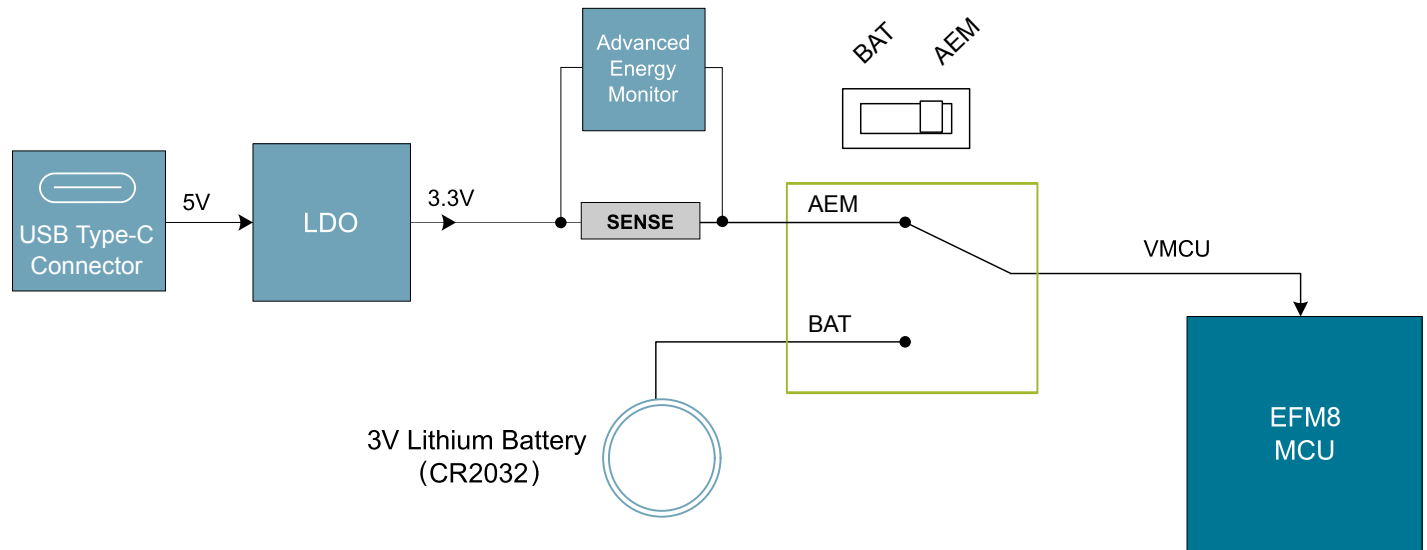 Advanced
Energy
Monitor
BAT
AEM
USB Type-C
Connector
5V
LDO
3.3V
SENSE
AEM
BAT
VMCU
3V Lithium Battery
(CR2032)
EFM8
MCU